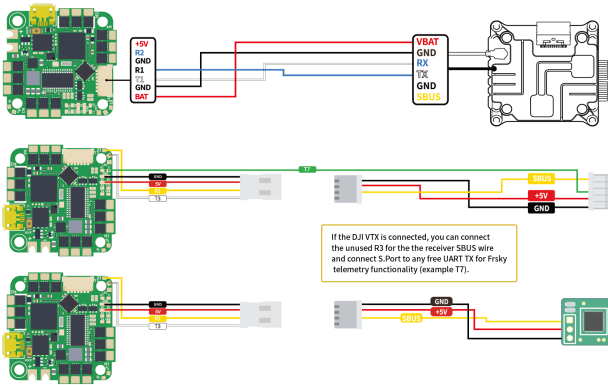 +5V
R2
GND
R1
T1
GND
BAT
VBAT
GND
RX
TX
GND
SBUS
T7
GND
5V
T3
SBUS
+5V
GND
If the DJI VTX is connected, you can connect
the unused R3 for the the receiver SBUS wire
and connect S.Port to any free UART TX for Frsky
telemetry functionality (example T7).
GND
5V
T3
GND
+5V
SBUS